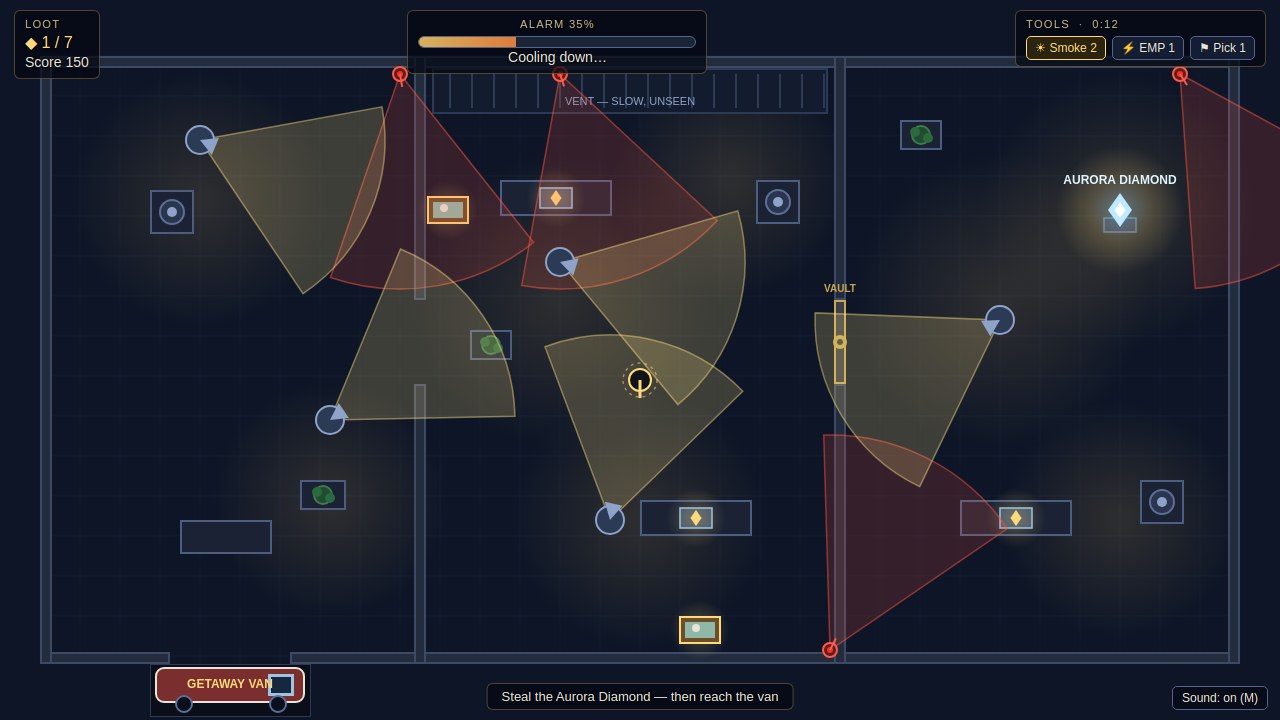 LOOT
◆ 1 / 7
Score 150
ALARM 35%
Cooling down…
TOOLS · 0:12
☀ Smoke 2
⚡ EMP 1
⚑ Pick 1
VENT — SLOW, UNSEEN
AURORA DIAMOND
VAULT
GETAWAY VAN
Steal the Aurora Diamond — then reach the van
Sound: on (M)